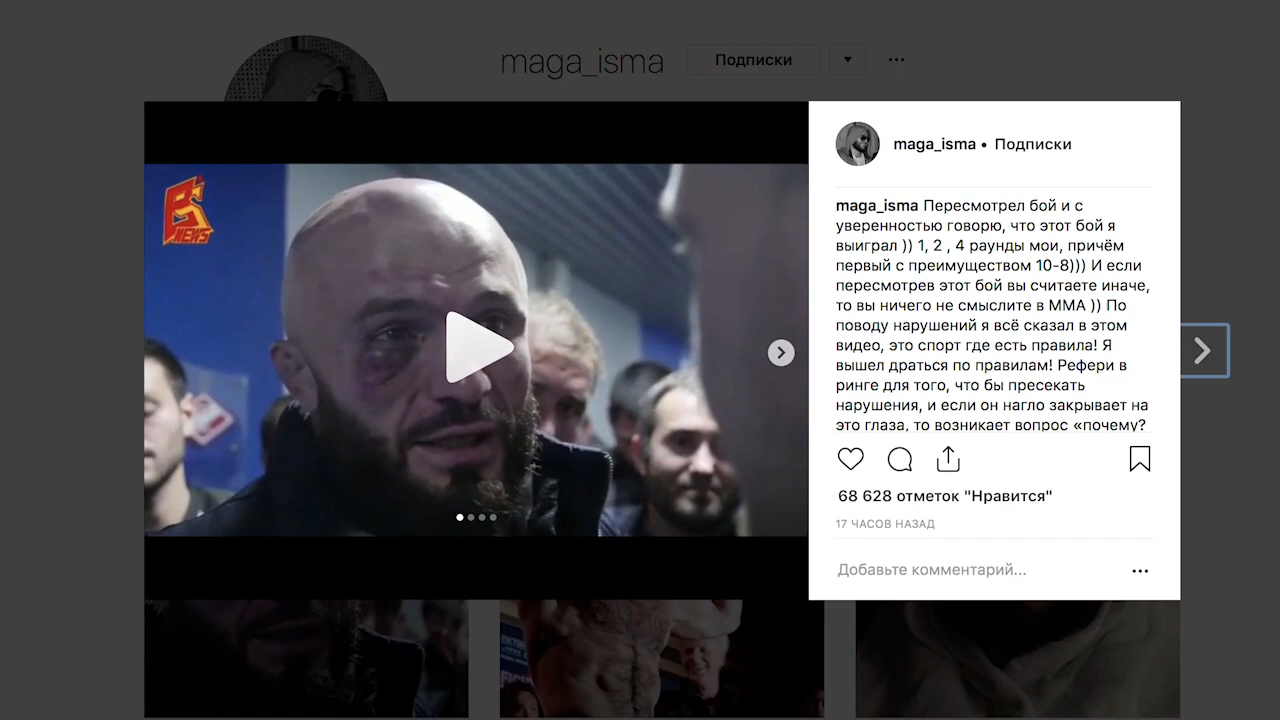 maga_isma Подписки
maga_isma • Подписки
B's
NEWS
maga_isma Пересмотрел бой и с
уверенностью говорю, что этот бой я
выиграл )) 1, 2 , 4 раунды мои, причём
первый с преимуществом 10-8))) И если
пересмотрев этот бой вы считаете иначе,
то вы ничего не смыслите в ММА )) По
поводу нарушений я всё сказал в этом
видео, это спорт где есть правила! Я
вышел драться по правилам! Рефери в
ринге для того, что бы пресекать
нарушения, и если он нагло закрывает на
это глаза, то возникает вопрос «почему?
68 628 отметок "Нравится"
17 ЧАСОВ НАЗАД
Добавьте комментарий...